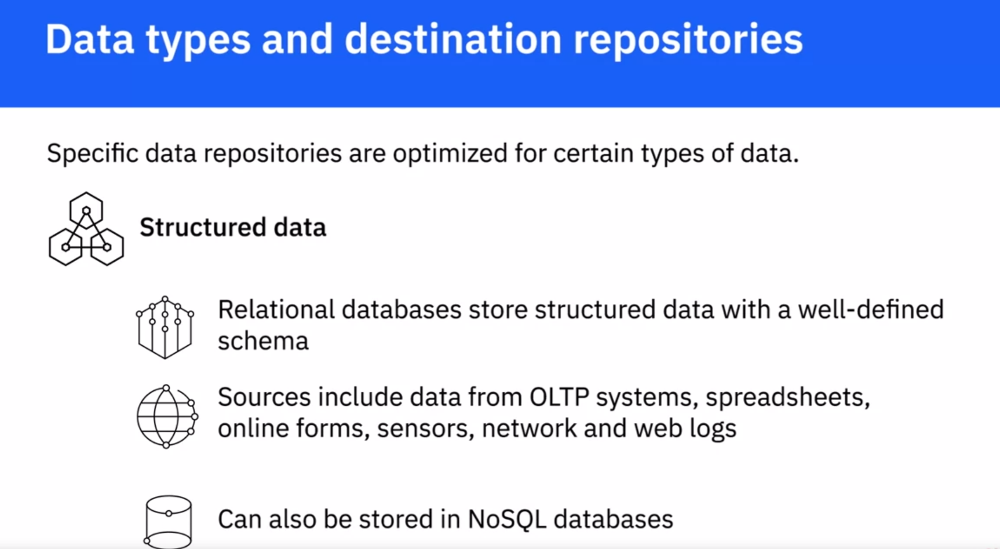 Data types and destination repositories
Specific data repositories are optimized for certain types of data.
Structured data
Relational databases store structured data with a well-defined
schema
Sources include data from OLTP systems, spreadsheets,
online forms, sensors, network and web logs
Can also be stored in NoSQL databases